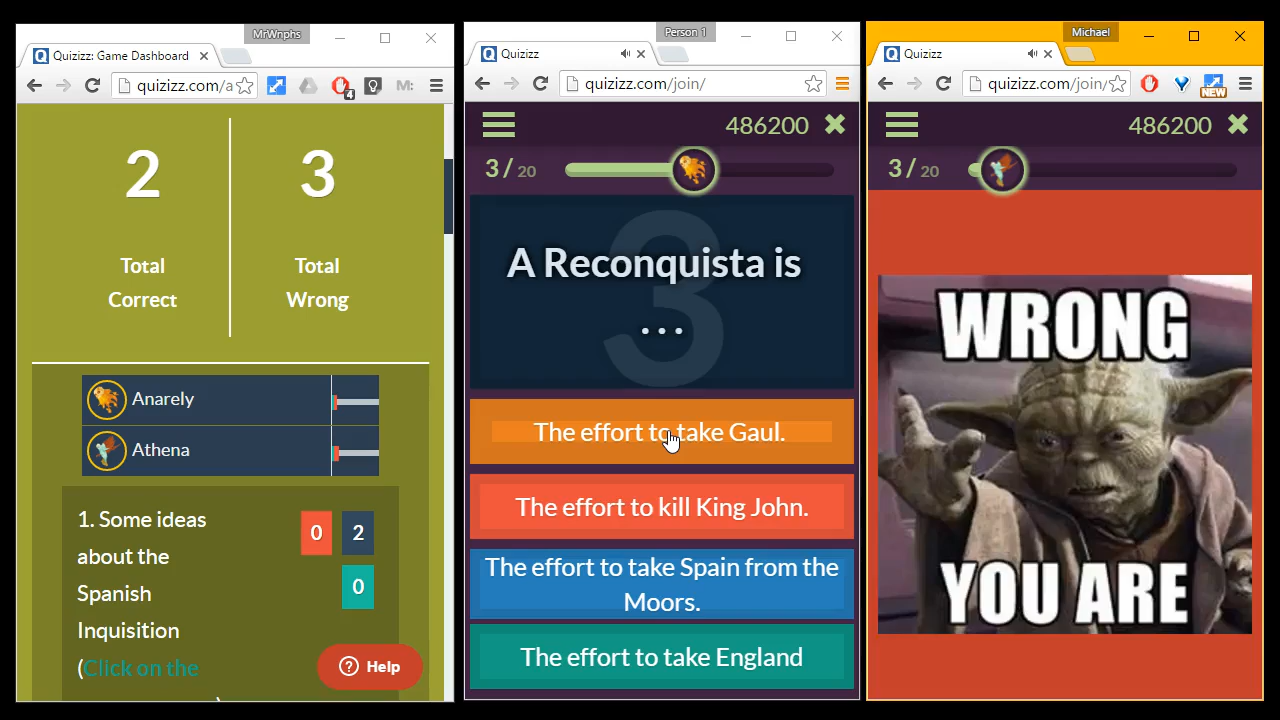 MrWnphs
Quizizz: Game Dashboard
quizizz.com/a
4
M:
2
3
Total
Correct
Total
Wrong
Anarely
Athena
1. Some ideas
about the
Spanish
Inquisition
(Click on the
0
2
0
Help
Person 1
Quizizz
quizizz.com/join/
486200
3/20
3
A Reconquista is
...
The effort to take Gaul.
The effort to kill King John.
The effort to take Spain from the
Moors.
The effort to take England
Michael
Quizizz
quizizz.com/join/
NEW
486200
3/20
WRONG
YOU ARE